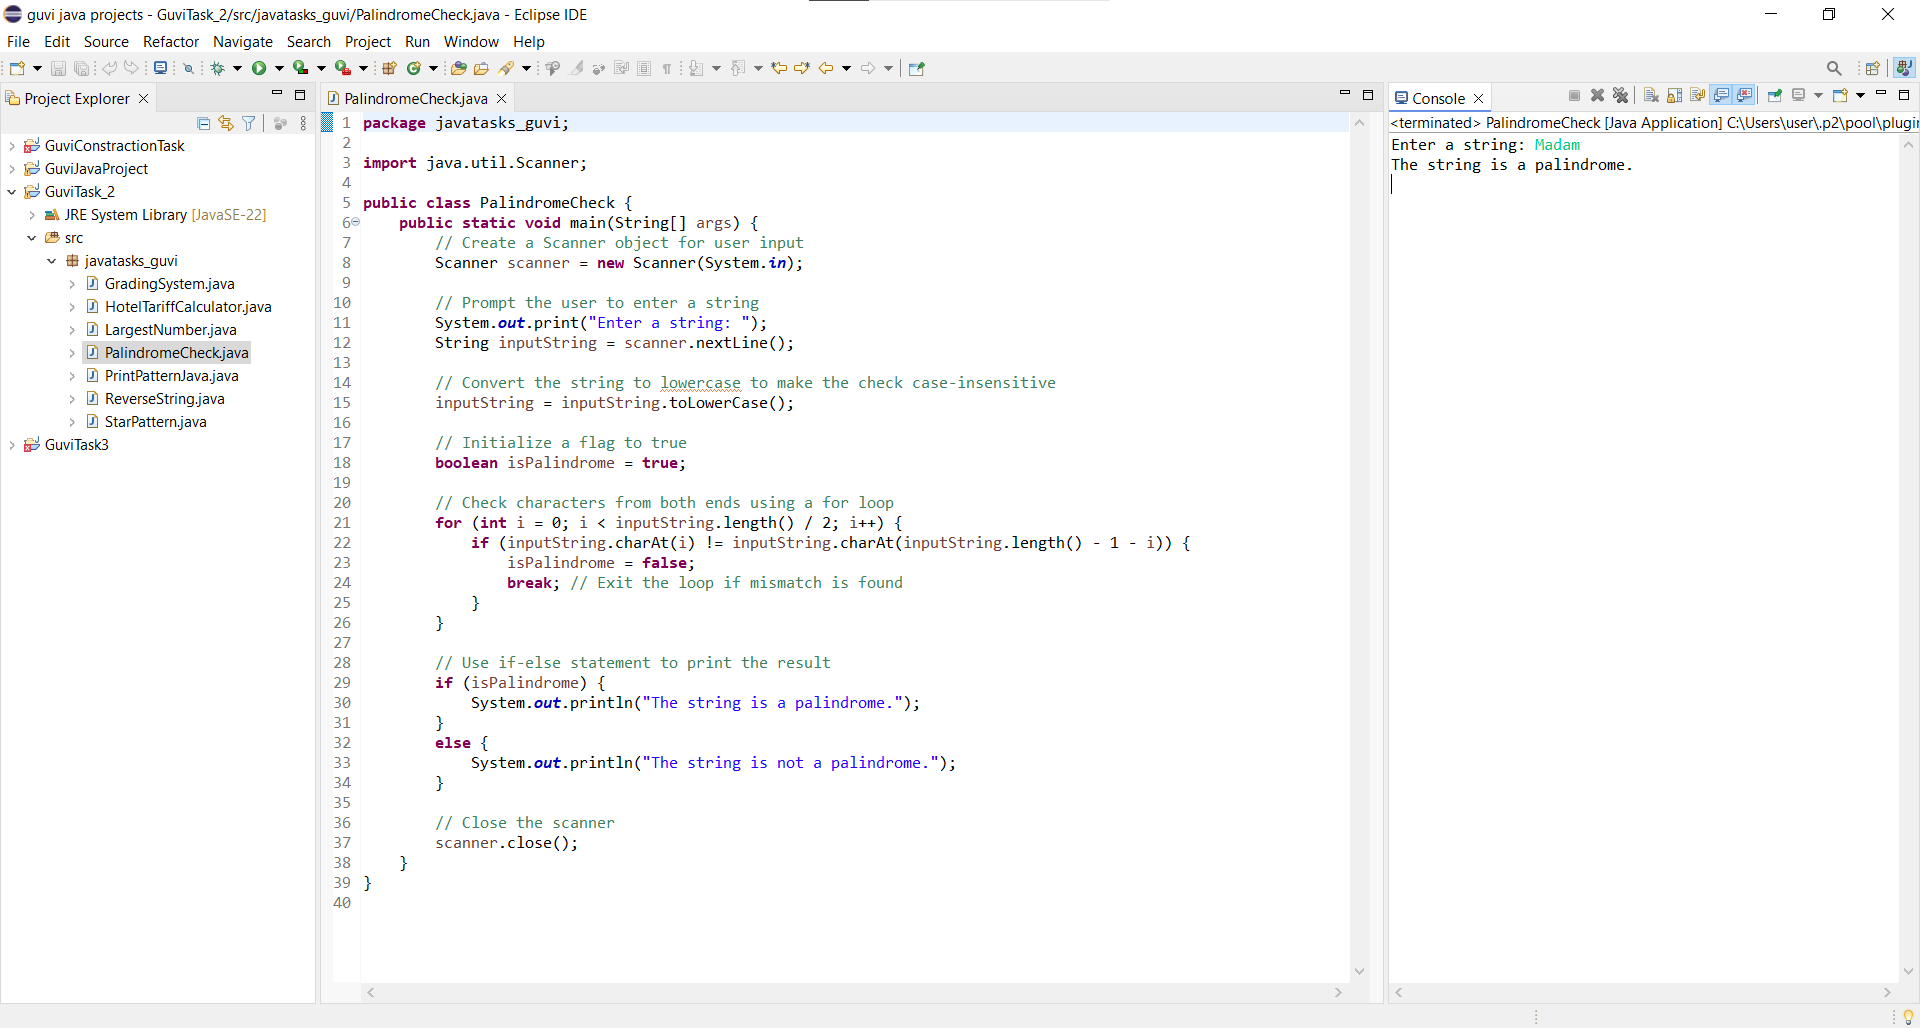 guvi java projects - GuviTask_2/src/javatasks_guvi/PalindromeCheck.java - Eclipse IDE
File Edit Source Refactor Navigate Search Project Run Window Help
Project Explorer
GuviConstractionTask
GuviJavaProject
GuviTask_2
JRE System Library [JavaSE-22]
src
javatasks_guvi
GradingSystem.java
HotelTariffCalculator.java
LargestNumber.java
PalindromeCheck.java
PrintPatternJava.java
ReverseString.java
StarPattern.java
GuviTask3
PalindromeCheck.java
1 package javatasks_guvi;
2
3 import java.util.Scanner;
4
5 public class PalindromeCheck {
6     public static void main(String[] args) {
7         // Create a Scanner object for user input
8         Scanner scanner = new Scanner(System.in);
9
10         // Prompt the user to enter a string
11         System.out.print("Enter a string: ");
12         String inputString = scanner.nextLine();
13
14         // Convert the string to lowercase to make the check case-insensitive
15         inputString = inputString.toLowerCase();
16
17         // Initialize a flag to true
18         boolean isPalindrome = true;
19
20         // Check characters from both ends using a for loop
21         for (int i = 0; i < inputString.length() / 2; i++) {
22             if (inputString.charAt(i) != inputString.charAt(inputString.length() - 1 - i)) {
23                 isPalindrome = false;
24                 break; // Exit the loop if mismatch is found
25             }
26         }
27
28         // Use if-else statement to print the result
29         if (isPalindrome) {
30             System.out.println("The string is a palindrome.");
31         }
32         else {
33             System.out.println("The string is not a palindrome.");
34         }
35
36         // Close the scanner
37         scanner.close();
38     }
39 }
40
Console
<terminated> PalindromeCheck [Java Application] C:\Users\user\.p2\pool\plugin
Enter a string: Madam
The string is a palindrome.